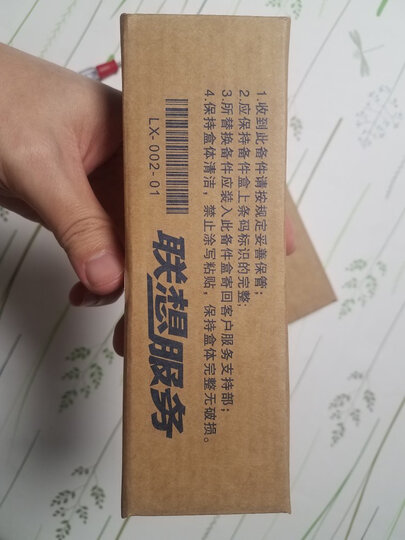 1.收到此备件请按规定妥善保管；
2.应保持备件盒上条码标识的完整；
3.所替换备件应装入此备件盒寄回客户服务支持部；
4.保持盒体清洁，禁止涂写粘贴，保持盒体完整无破损。
LX-002-01
联想服务